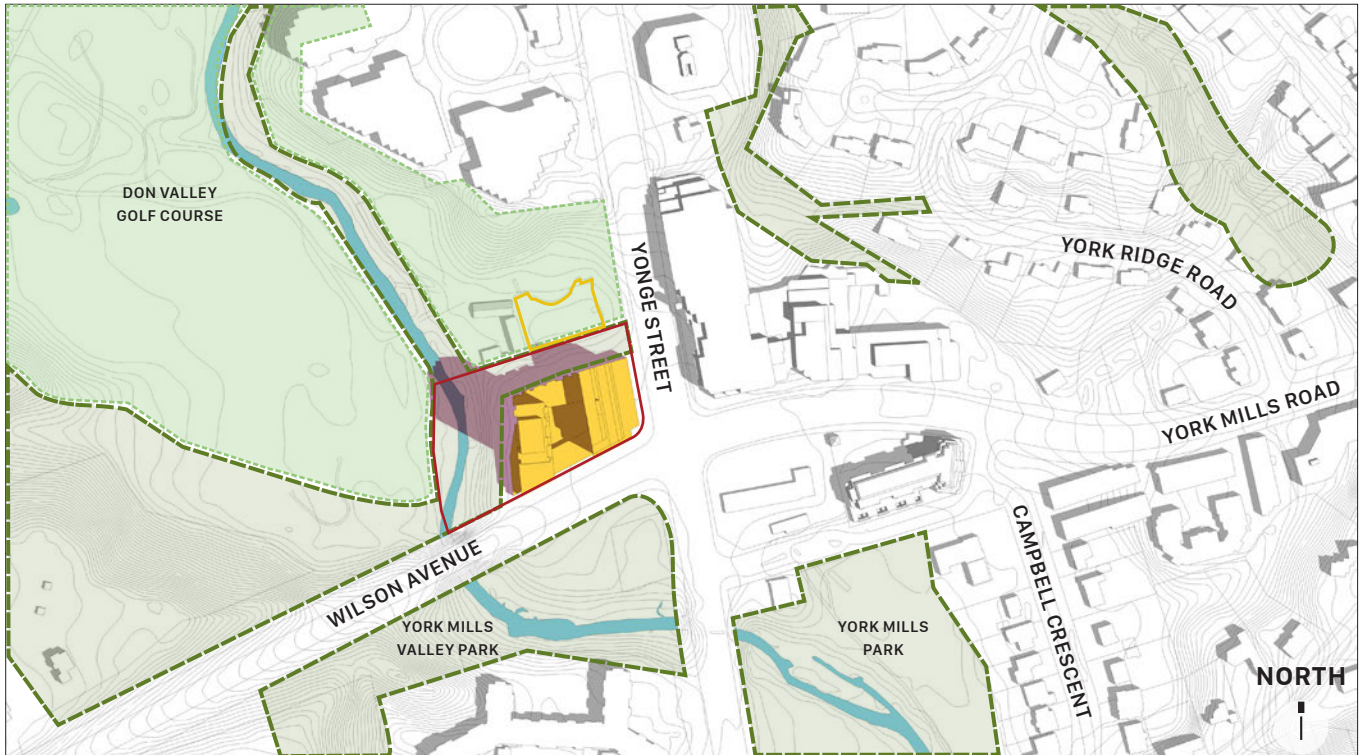 DON VALLEY
GOLF COURSE
YONGE STREET
YORK RIDGE ROAD
YORK MILLS ROAD
WILSON AVENUE
YORK MILLS
VALLEY PARK
YORK MILLS
PARK
CAMPBELL CRESCENT
NORTH